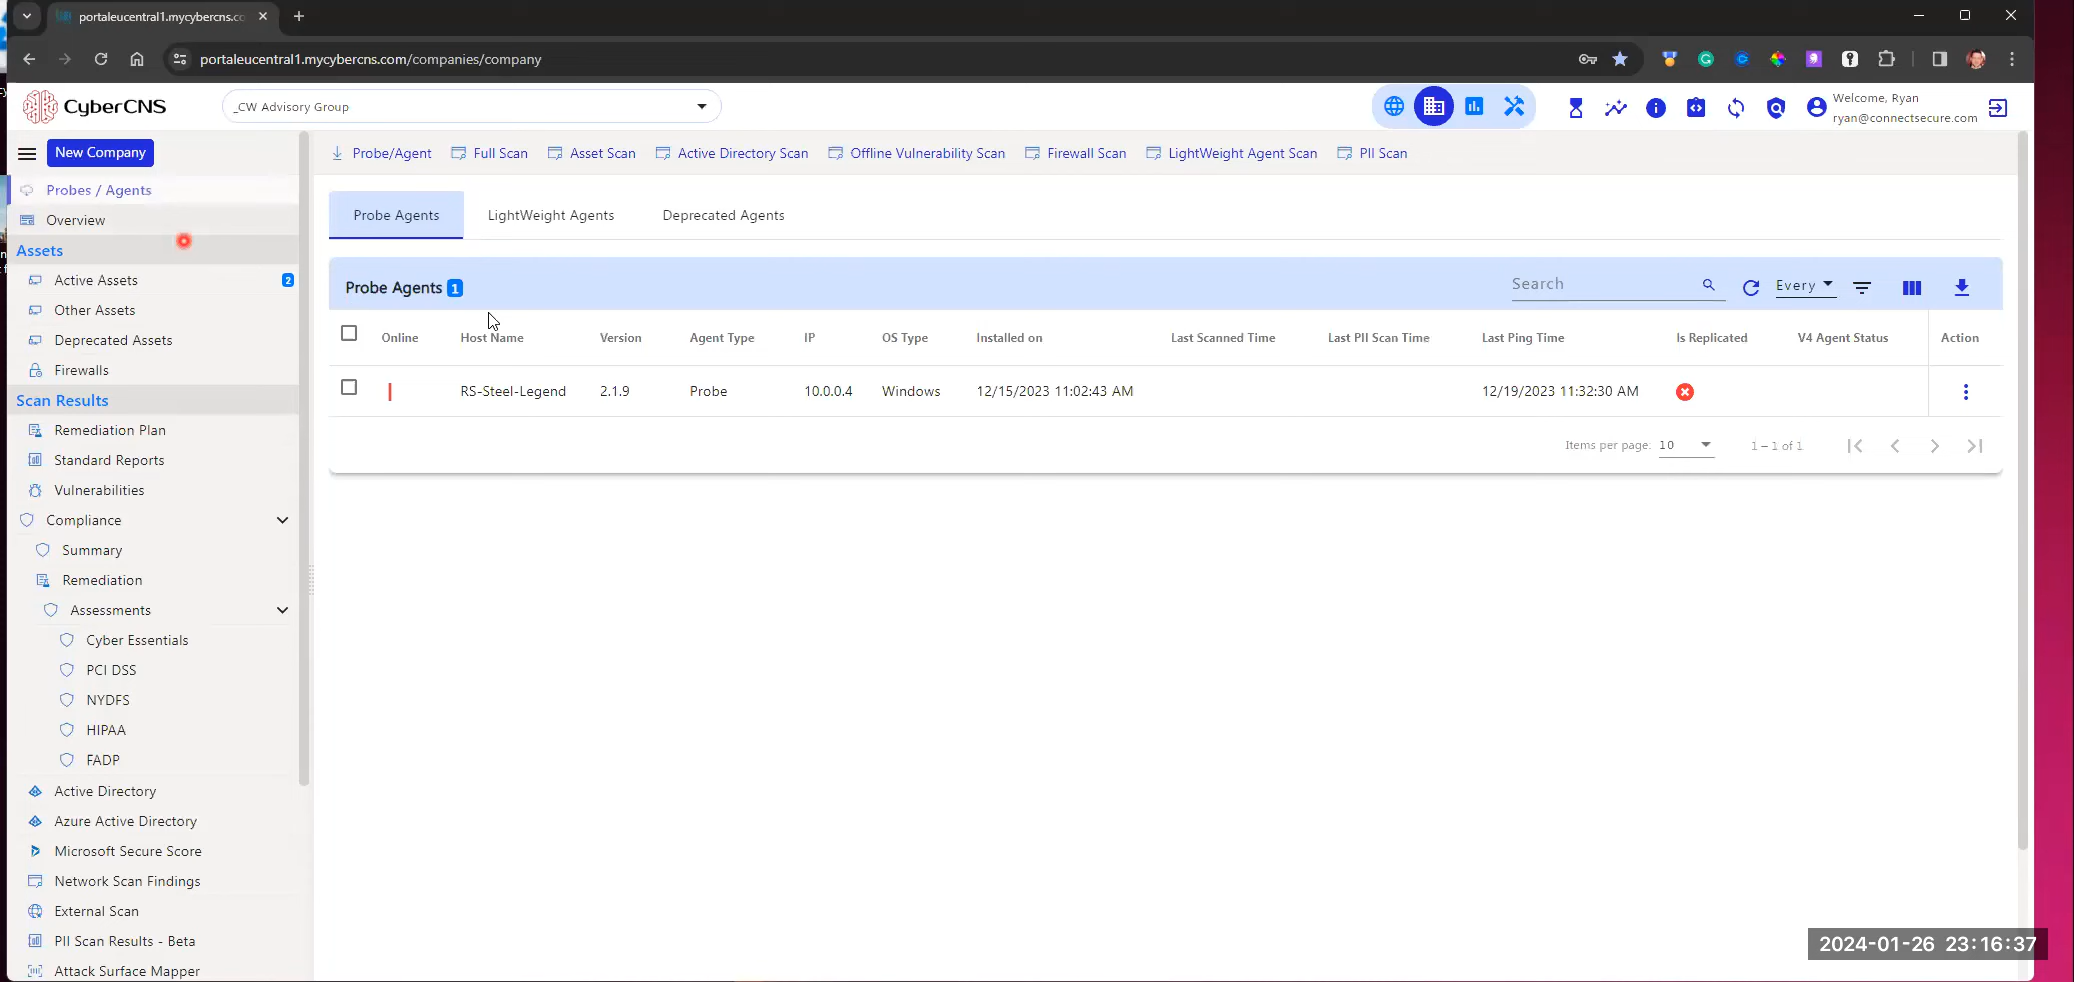 portaleucentral1.mycybercns.co
portaleucentral1.mycybercns.com/companies/company
CyberCNS
_CW Advisory Group
Welcome, Ryan
ryan@connectsecure.com
New Company
Probe/Agent Full Scan Asset Scan Active Directory Scan Offline Vulnerability Scan Firewall Scan LightWeight Agent Scan PII Scan
Probes / Agents
Overview
Assets
Active Assets 2
Other Assets
Deprecated Assets
Firewalls
Scan Results
Remediation Plan
Standard Reports
Vulnerabilities
Compliance
Summary
Remediation
Assessments
Cyber Essentials
PCI DSS
NYDFS
HIPAA
FADP
Active Directory
Azure Active Directory
Microsoft Secure Score
Network Scan Findings
External Scan
PII Scan Results - Beta
Attack Surface Mapper
Probe Agents LightWeight Agents Deprecated Agents
Probe Agents 1
Search
Every
Online Host Name Version Agent Type IP OS Type Installed on Last Scanned Time Last PII Scan Time Last Ping Time Is Replicated V4 Agent Status Action
RS-Steel-Legend 2.1.9 Probe 10.0.0.4 Windows 12/15/2023 11:02:43 AM 12/19/2023 11:32:30 AM
Items per page: 10 1 – 1 of 1
2024-01-26 23:16:37